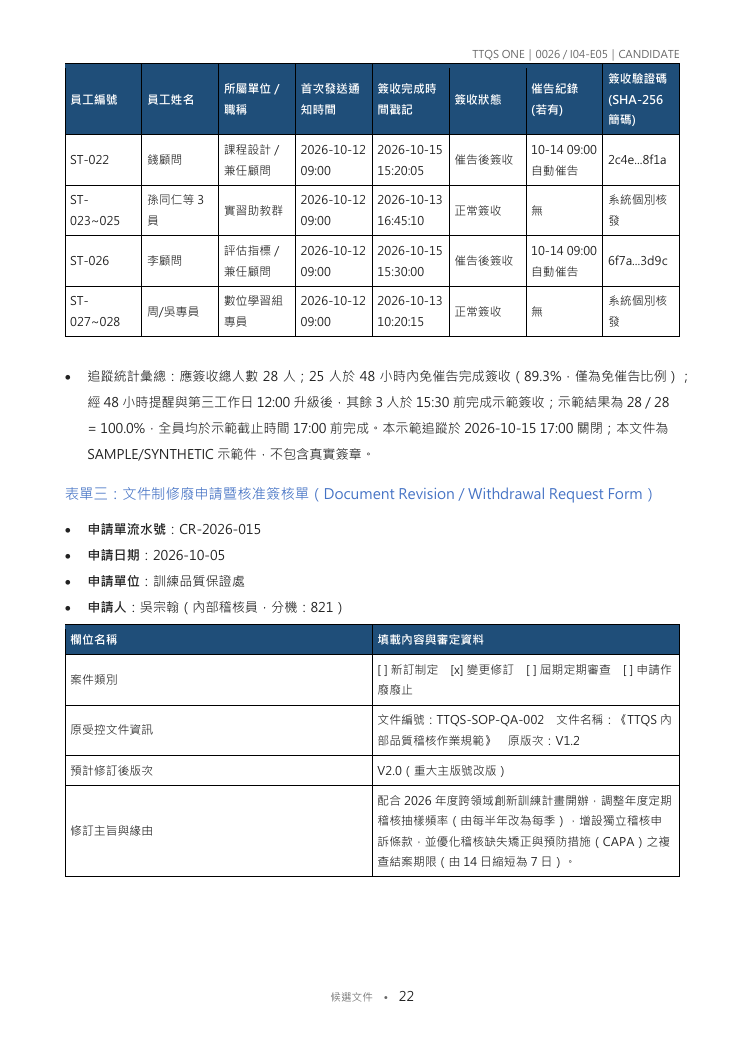 TTQS ONE | 0026 / I04-E05 | CANDIDATE
員工編號
員工姓名
所屬單位 /
職稱
首次發送通
知時間
簽收完成時
間戳記
簽收狀態
催告紀錄
(若有)
簽收驗證碼
(SHA-256
簡碼)
ST-022
錢顧問
課程設計 /
兼任顧問
2026-10-12
09:00
2026-10-15
15:20:05
催告後簽收
10-14 09:00
自動催告
2c4e...8f1a
ST-
023~025
孫同仁等 3
員
實習助教群
2026-10-12
09:00
2026-10-13
16:45:10
正常簽收
無
系統個別核
發
ST-026
李顧問
評估指標 /
兼任顧問
2026-10-12
09:00
2026-10-15
15:30:00
催告後簽收
10-14 09:00
自動催告
6f7a...3d9c
ST-
027~028
周/吳專員
數位學習組
專員
2026-10-12
09:00
2026-10-13
10:20:15
正常簽收
無
系統個別核
發
• 追蹤統計彙總：應簽收總人數 28 人；25 人於 48 小時內免催告完成簽收（89.3%，僅為免催告比例）；
經 48 小時提醒與第三工作日 12:00 升級後，其餘 3 人於 15:30 前完成示範簽收；示範結果為 28 / 28
= 100.0%，全員均於示範截止時間 17:00 前完成。本示範追蹤於 2026-10-15 17:00 關閉；本文件為
SAMPLE/SYNTHETIC 示範件，不包含真實簽章。
表單三：文件制修廢申請暨核准簽核單（Document Revision / Withdrawal Request Form）
• 申請單流水號：CR-2026-015
• 申請日期：2026-10-05
• 申請單位：訓練品質保證處
• 申請人：吳宗翰（內部稽核員，分機：821）
欄位名稱
填載內容與審定資料
案件類別
[ ] 新訂制定　[x] 變更修訂　[ ] 屆期定期審查　[ ] 申請作
廢廢止
原受控文件資訊
文件編號：TTQS-SOP-QA-002　文件名稱：《TTQS 內
部品質稽核作業規範》　原版次：V1.2
預計修訂後版次
V2.0（重大主版號改版）
修訂主旨與緣由
配合 2026 年度跨領域創新訓練計畫開辦，調整年度定期
稽核抽樣頻率（由每半年改為每季），增設獨立稽核申
訴條款，並優化稽核缺失矯正與預防措施（CAPA）之複
查結案期限（由 14 日縮短為 7 日）。
候選文件 • 22